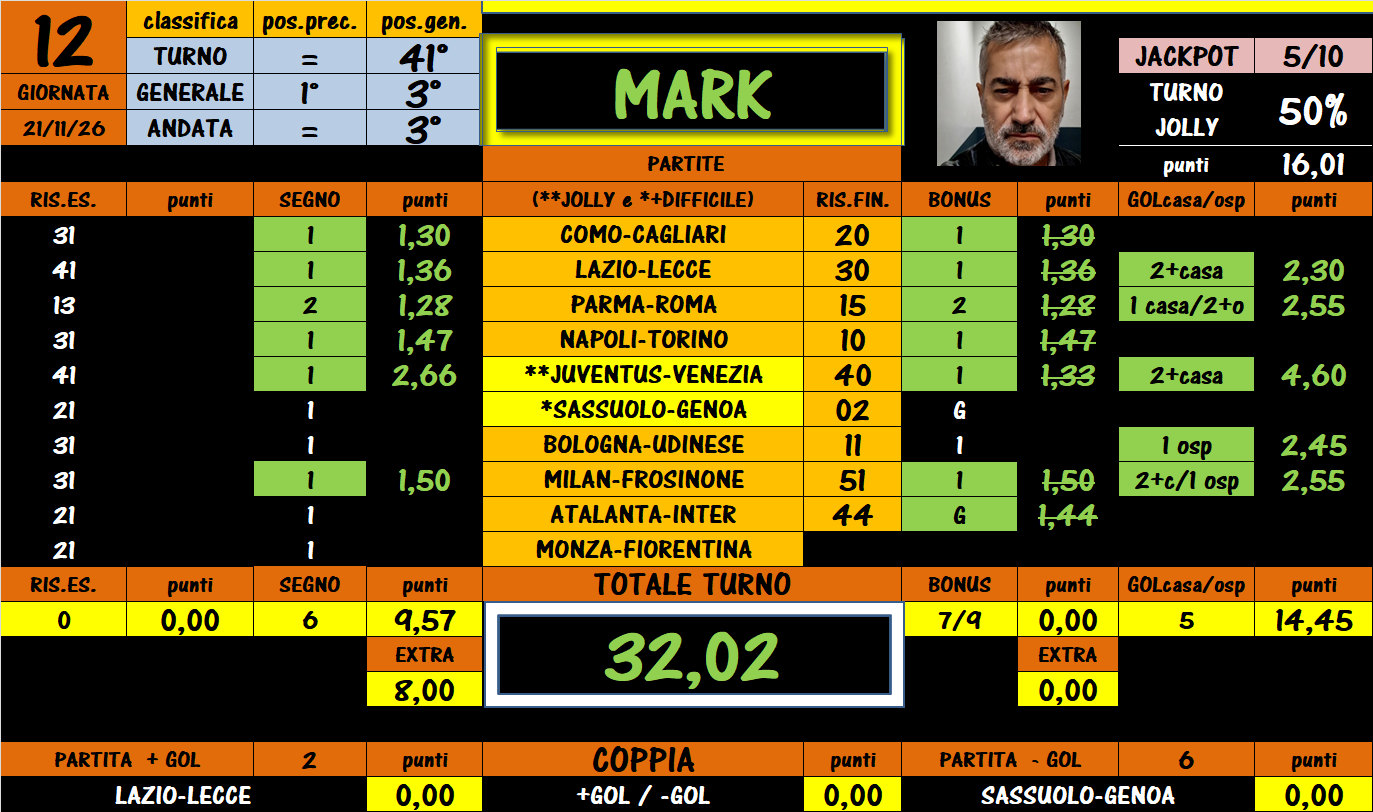 12 classifica pos.prec. pos.gen.
TURNO = 41°
GIORNATA GENERALE 1° 3°
21/11/26 ANDATA = 3°
MARK
JACKPOT 5/10
TURNO JOLLY 50%
punti 16,01
PARTITE
RIS.ES. punti SEGNO punti (**JOLLY e *+DIFFICILE) RIS.FIN. BONUS punti GOLcasa/osp punti
31 1 1,30 COMO-CAGLIARI 20 1 1,30
41 1 1,36 LAZIO-LECCE 30 1 1,36 2+casa 2,30
13 2 1,28 PARMA-ROMA 15 2 1,28 1 casa/2+o 2,55
31 1 1,47 NAPOLI-TORINO 10 1 1,47
41 1 2,66 **JUVENTUS-VENEZIA 40 1 1,33 2+casa 4,60
21 1 *SASSUOLO-GENOA 02 G
31 1 BOLOGNA-UDINESE 11 1 1 osp 2,45
31 1 1,50 MILAN-FROSINONE 51 1 1,50 2+c/1 osp 2,55
21 1 ATALANTA-INTER 44 G 1,44
21 1 MONZA-FIORENTINA
RIS.ES. punti SEGNO punti TOTALE TURNO BONUS punti GOLcasa/osp punti
0 0,00 6 9,57 32,02 7/9 0,00 5 14,45
EXTRA EXTRA
8,00 0,00
PARTITA + GOL 2 punti COPPIA punti PARTITA - GOL 6 punti
LAZIO-LECCE 0,00 +GOL / -GOL 0,00 SASSUOLO-GENOA 0,00